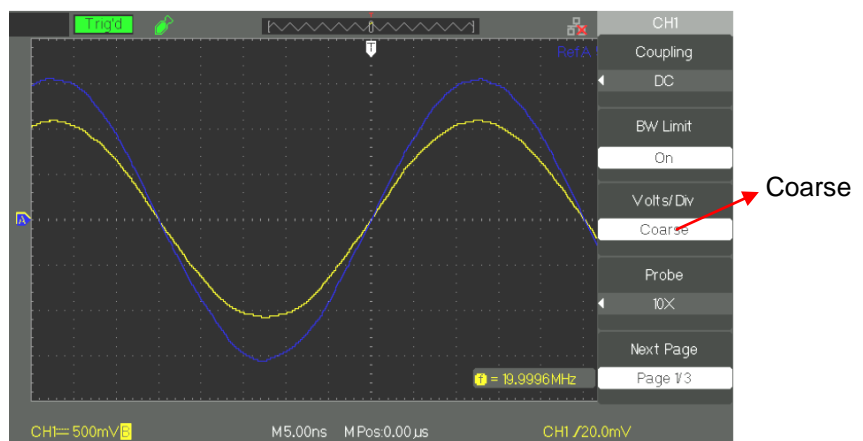 Trig'd
CH1
T
Ref A
Coupling
DC
BW Limit
On
Volts/Div
Coarse
Coarse
A
Probe
10X
Next Page
f = 19.9996MHz
Page 1/3
CH1 500mV B
M 5.00ns M Pos:0.00µs
CH1 /20.0mV